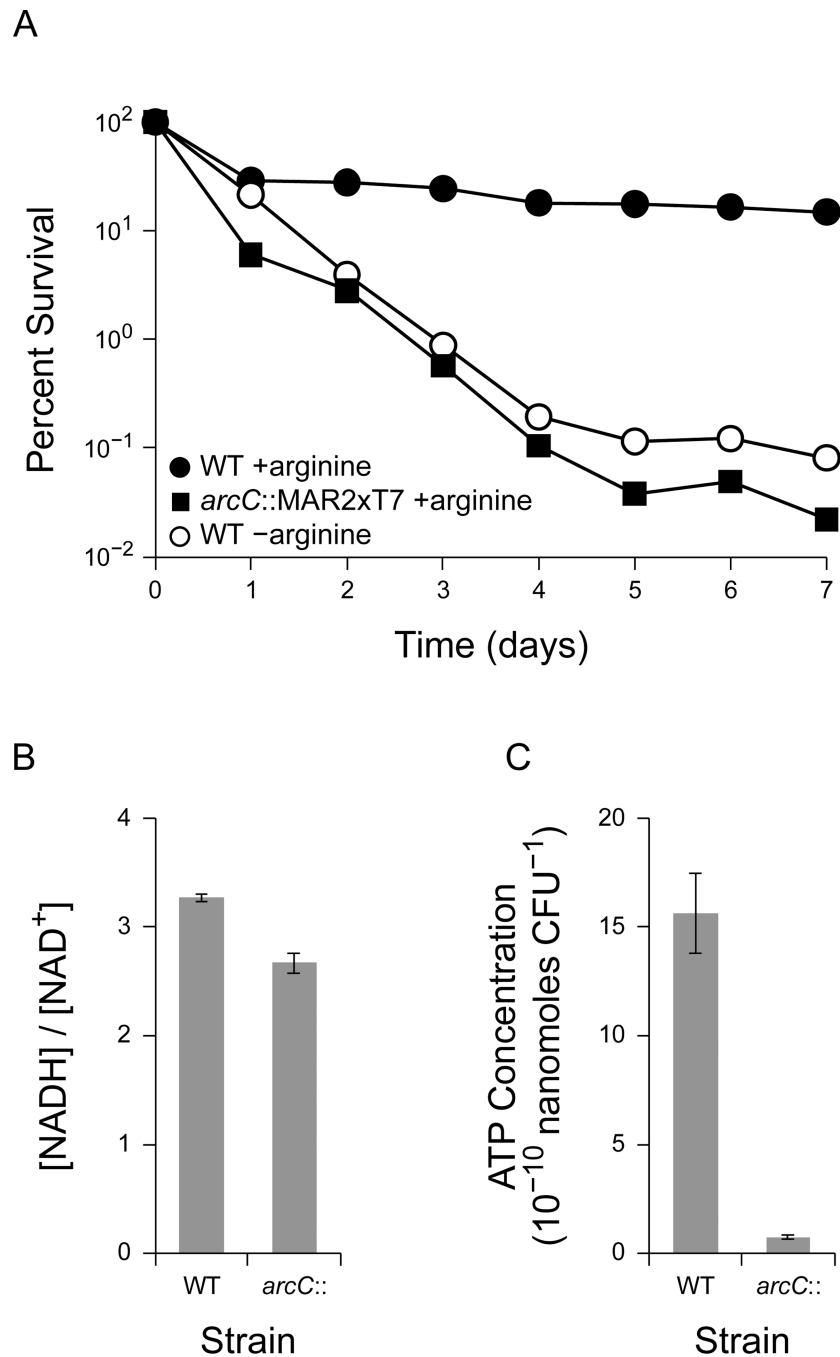 A
10²
10¹
10⁰
10⁻¹
10⁻²
Percent Survival
WT +arginine
arcC::MAR2xT7 +arginine
WT −arginine
0 1 2 3 4 5 6 7
Time (days)
B
4
3
2
1
0
[NADH] / [NAD⁺]
WT arcC::
Strain
C
20
15
10
5
0
ATP Concentration
(10⁻¹⁰ nanomoles CFU⁻¹)
WT arcC::
Strain